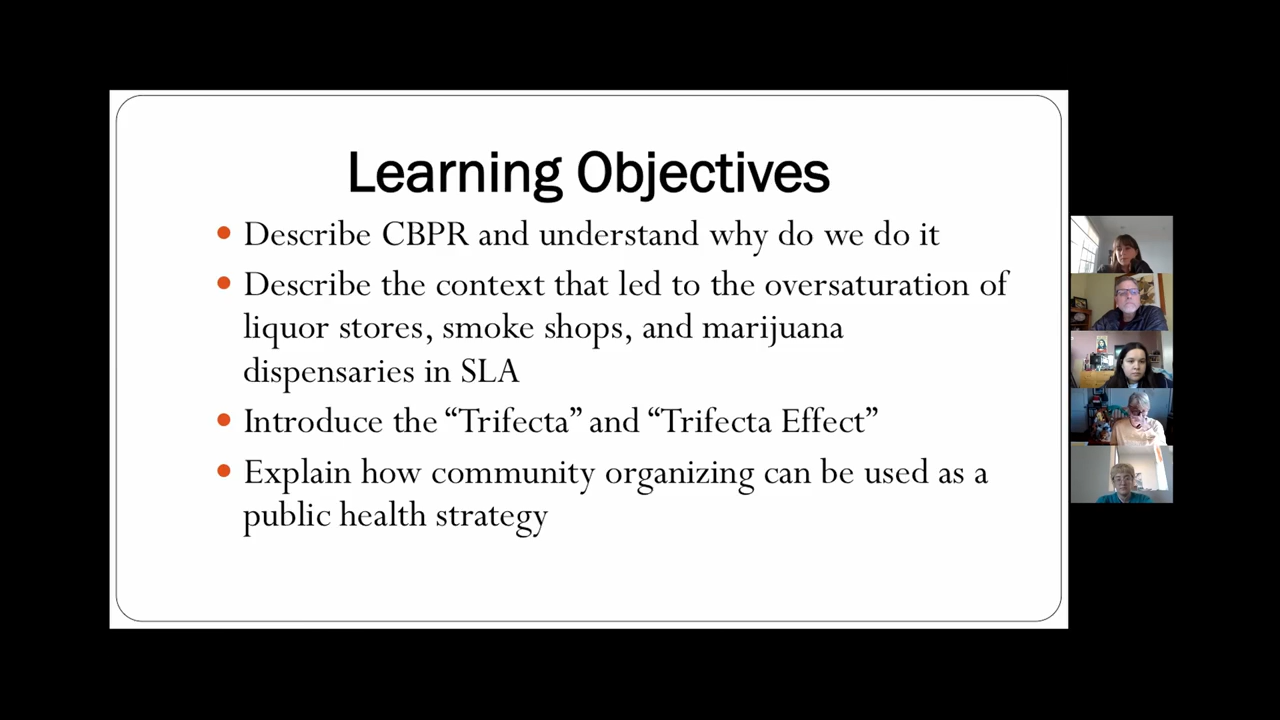 Learning Objectives
• Describe CBPR and understand why do we do it
• Describe the context that led to the oversaturation of
liquor stores, smoke shops, and marijuana
dispensaries in SLA
• Introduce the “Trifecta” and “Trifecta Effect”
• Explain how community organizing can be used as a
public health strategy